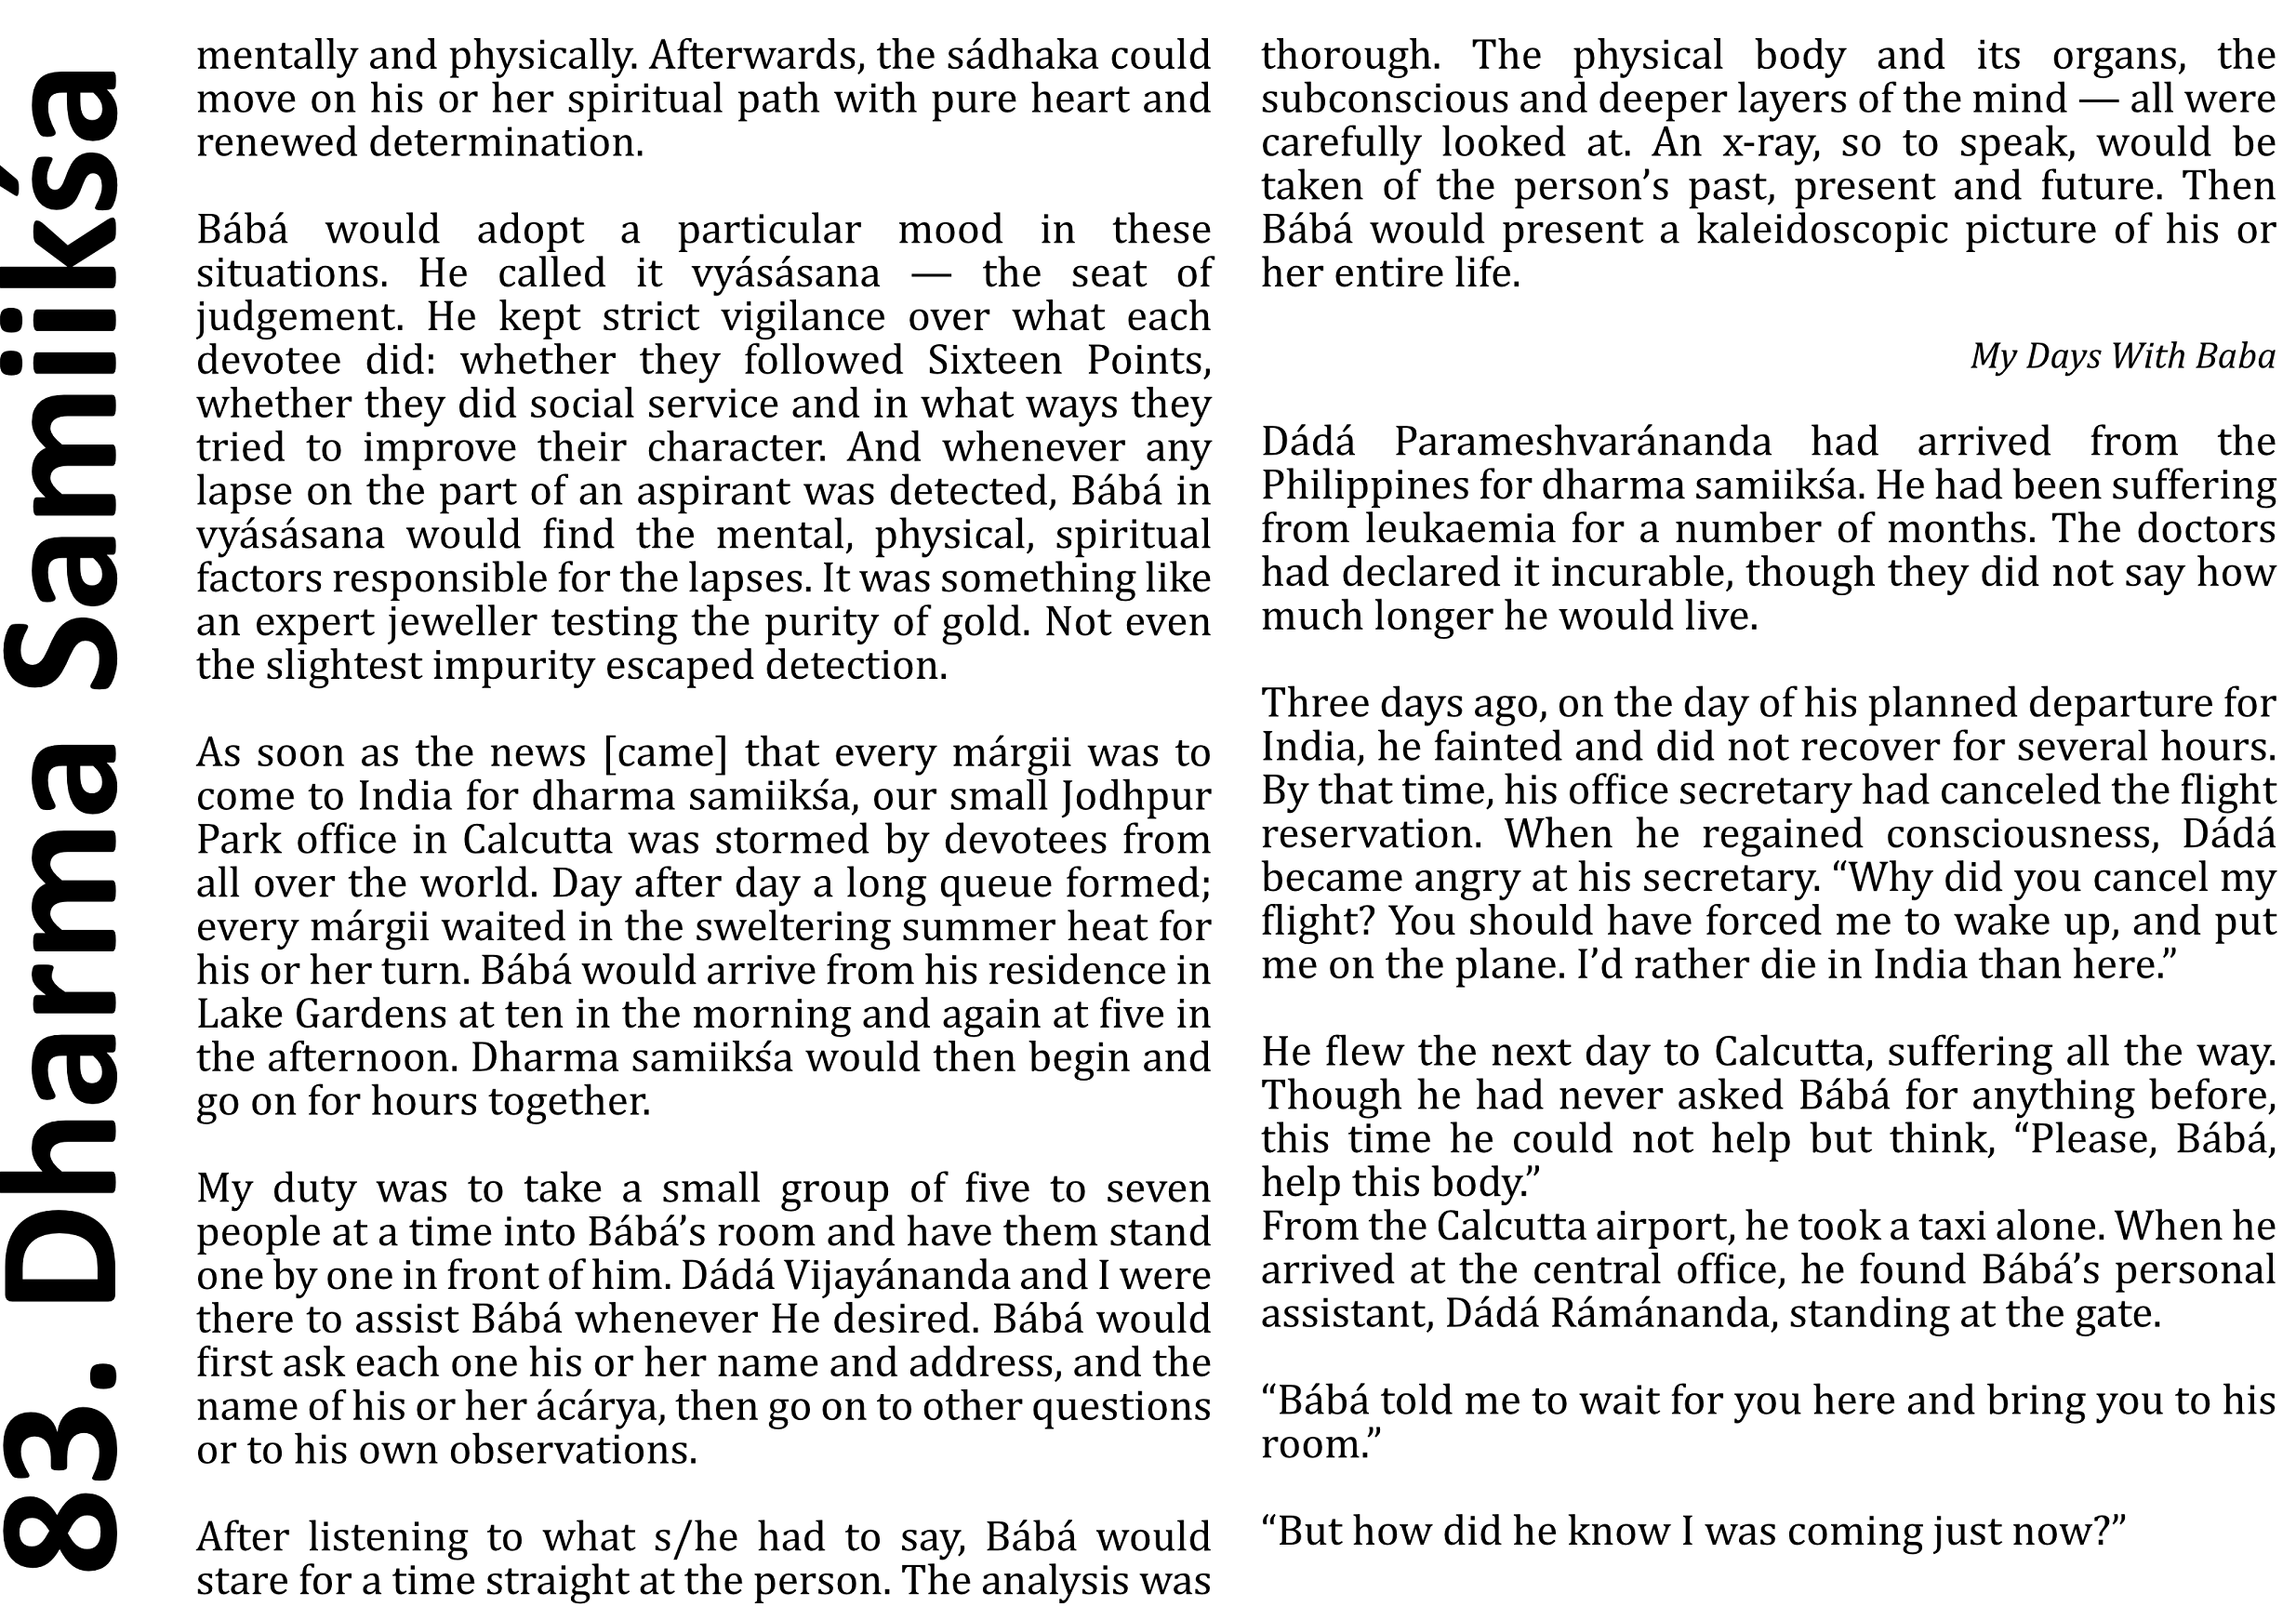 83. Dharma Samiikśa
mentally and physically. Afterwards, the sádhaka could
move on his or her spiritual path with pure heart and
renewed determination.
Bábá would adopt a particular mood in these
situations. He called it vyásásana — the seat of
judgement. He kept strict vigilance over what each
devotee did: whether they followed Sixteen Points,
whether they did social service and in what ways they
tried to improve their character. And whenever any
lapse on the part of an aspirant was detected, Bábá in
vyásásana would find the mental, physical, spiritual
factors responsible for the lapses. It was something like
an expert jeweller testing the purity of gold. Not even
the slightest impurity escaped detection.
As soon as the news [came] that every márgii was to
come to India for dharma samiikśa, our small Jodhpur
Park office in Calcutta was stormed by devotees from
all over the world. Day after day a long queue formed;
every márgii waited in the sweltering summer heat for
his or her turn. Bábá would arrive from his residence in
Lake Gardens at ten in the morning and again at five in
the afternoon. Dharma samiikśa would then begin and
go on for hours together.
My duty was to take a small group of five to seven
people at a time into Bábá’s room and have them stand
one by one in front of him. Dádá Vijayánanda and I were
there to assist Bábá whenever He desired. Bábá would
first ask each one his or her name and address, and the
name of his or her ácárya, then go on to other questions
or to his own observations.
After listening to what s/he had to say, Bábá would
stare for a time straight at the person. The analysis was
thorough. The physical body and its organs, the
subconscious and deeper layers of the mind — all were
carefully looked at. An x-ray, so to speak, would be
taken of the person’s past, present and future. Then
Bábá would present a kaleidoscopic picture of his or
her entire life.
My Days With Baba
Dádá Parameshvaránanda had arrived from the
Philippines for dharma samiikśa. He had been suffering
from leukaemia for a number of months. The doctors
had declared it incurable, though they did not say how
much longer he would live.
Three days ago, on the day of his planned departure for
India, he fainted and did not recover for several hours.
By that time, his office secretary had canceled the flight
reservation. When he regained consciousness, Dádá
became angry at his secretary. “Why did you cancel my
flight? You should have forced me to wake up, and put
me on the plane. I’d rather die in India than here.”
He flew the next day to Calcutta, suffering all the way.
Though he had never asked Bábá for anything before,
this time he could not help but think, “Please, Bábá,
help this body.”
From the Calcutta airport, he took a taxi alone. When he
arrived at the central office, he found Bábá’s personal
assistant, Dádá Rámánanda, standing at the gate.
“Bábá told me to wait for you here and bring you to his
room.”
“But how did he know I was coming just now?”